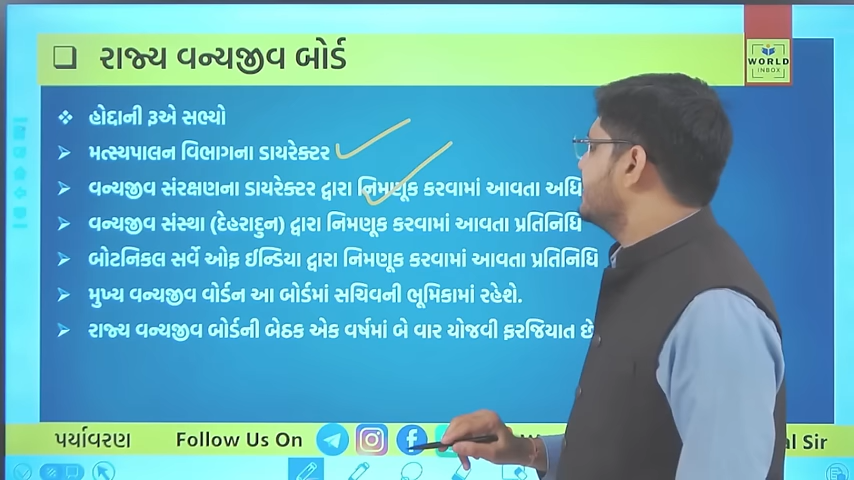 રાજ્ય વન્યજીવ બોર્ડ
WORLD
INBOX
હોદ્દાની રૂએ સભ્યો
મત્સ્યપાલન વિભાગના ડાયરેક્ટર
વન્યજીવ સંરક્ષણના ડાયરેક્ટર દ્વારા નિમણૂક કરવામાં આવતા
વન્યજીવ સંસ્થા (દેહરાદુન) દ્વારા નિમણૂક કરવામાં આવતા પ્રતિનિધિ
બોટનિકલ સર્વે ઓફ ઈન્ડિયા દ્વારા નિમણૂક કરવામાં આવતા પ્રતિનિધિ
મુખ્ય વન્યજીવ વોર્ડન આ બોર્ડમાં સચિવની ભૂમિકામાં રહેશે.
રાજ્ય વન્યજીવ બોર્ડની બેઠક એક વર્ષમાં બે વાર યોજવી ફરજિયાત છે
પર્યાવરણ Follow Us On Sir